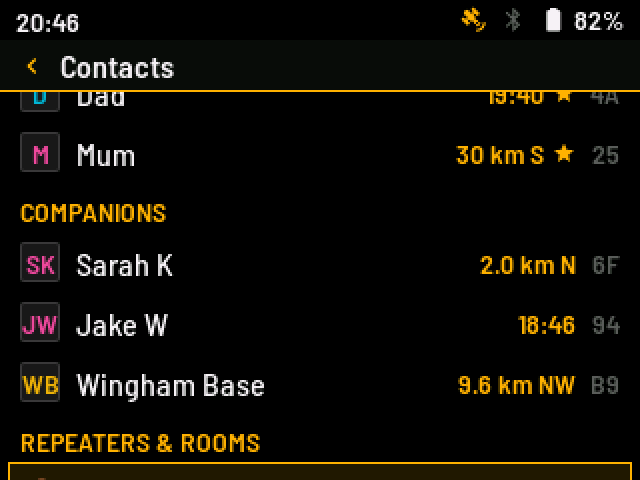 20:46 82%
Contacts
D Dad 19:40 ★ 4A
M Mum 30 km S ★ 25
COMPANIONS
SK Sarah K 2.0 km N 6F
JW Jake W 18:46 94
WB Wingham Base 9.6 km NW B9
REPEATERS & ROOMS